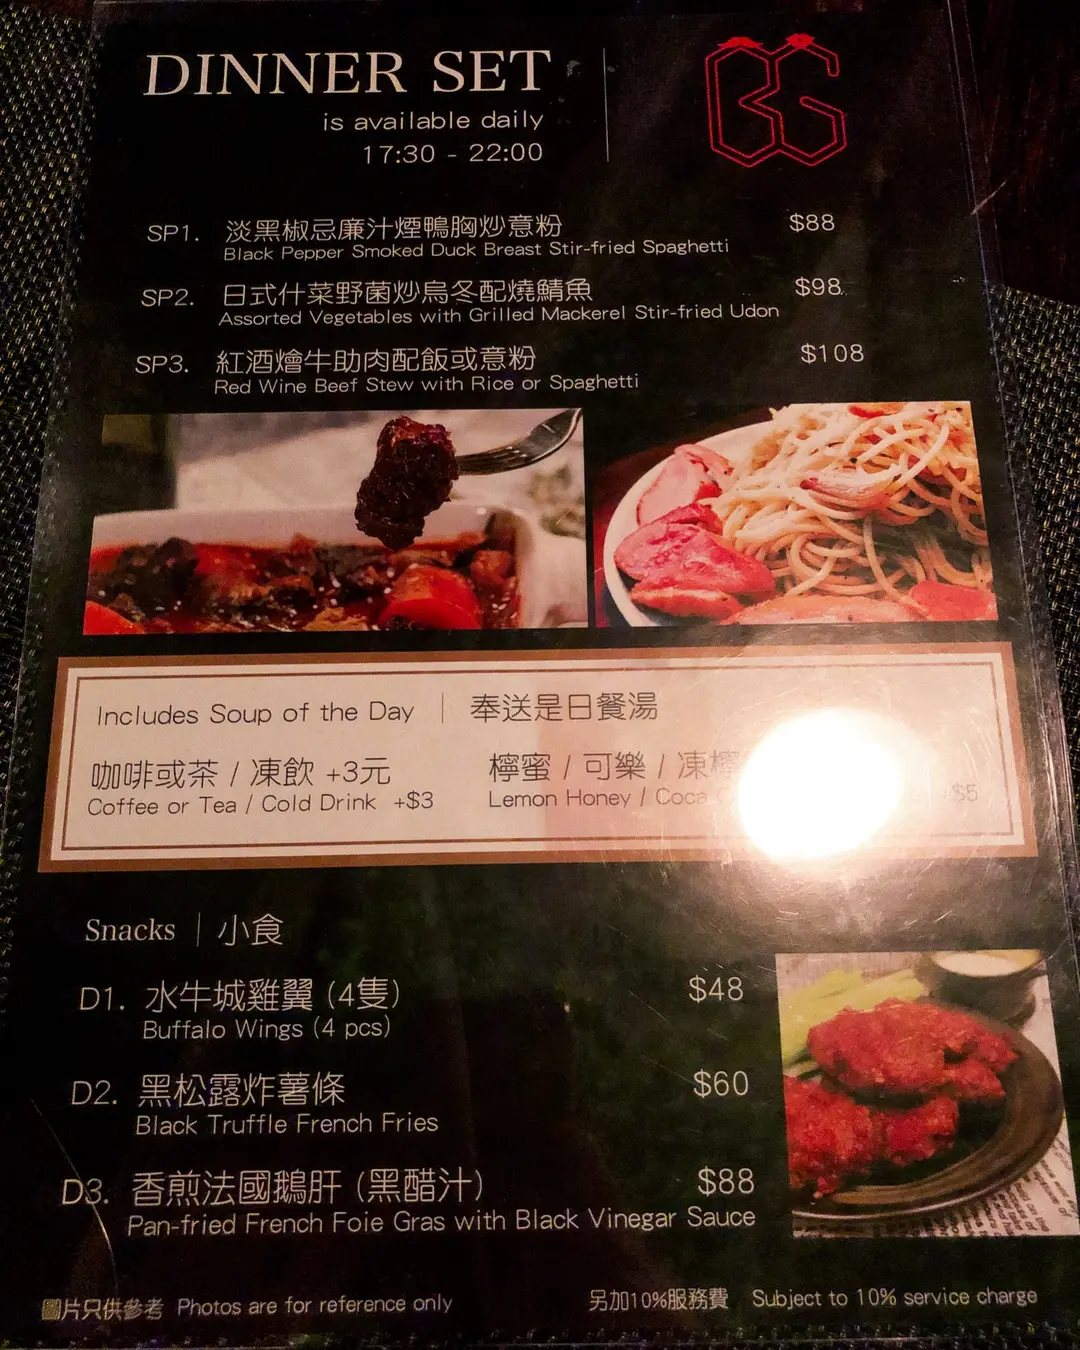 DINNER SET
is available daily
17:30 - 22:00
BG
SP1. 淡黑椒忌廉汁煙鴨胸炒意粉 $88
Black Pepper Smoked Duck Breast Stir-fried Spaghetti
SP2. 日式什菜野菌炒烏冬配燒鯖魚 $98
Assorted Vegetables with Grilled Mackerel Stir-fried Udon
SP3. 紅酒燴牛助肉配飯或意粉 $108
Red Wine Beef Stew with Rice or Spaghetti
Includes Soup of the Day | 奉送是日餐湯
咖啡或茶 / 凍飲 +3元
Coffee or Tea / Cold Drink +$3
檸蜜 / 可樂 / 凍檸
Lemon Honey / Coca +$5
Snacks | 小食
D1. 水牛城雞翼 (4隻) $48
Buffalo Wings (4 pcs)
D2. 黑松露炸薯條 $60
Black Truffle French Fries
D3. 香煎法國鵝肝 (黑醋汁) $88
Pan-fried French Foie Gras with Black Vinegar Sauce
圖片只供參考 Photos are for reference only
另加10%服務費 Subject to 10% service charge